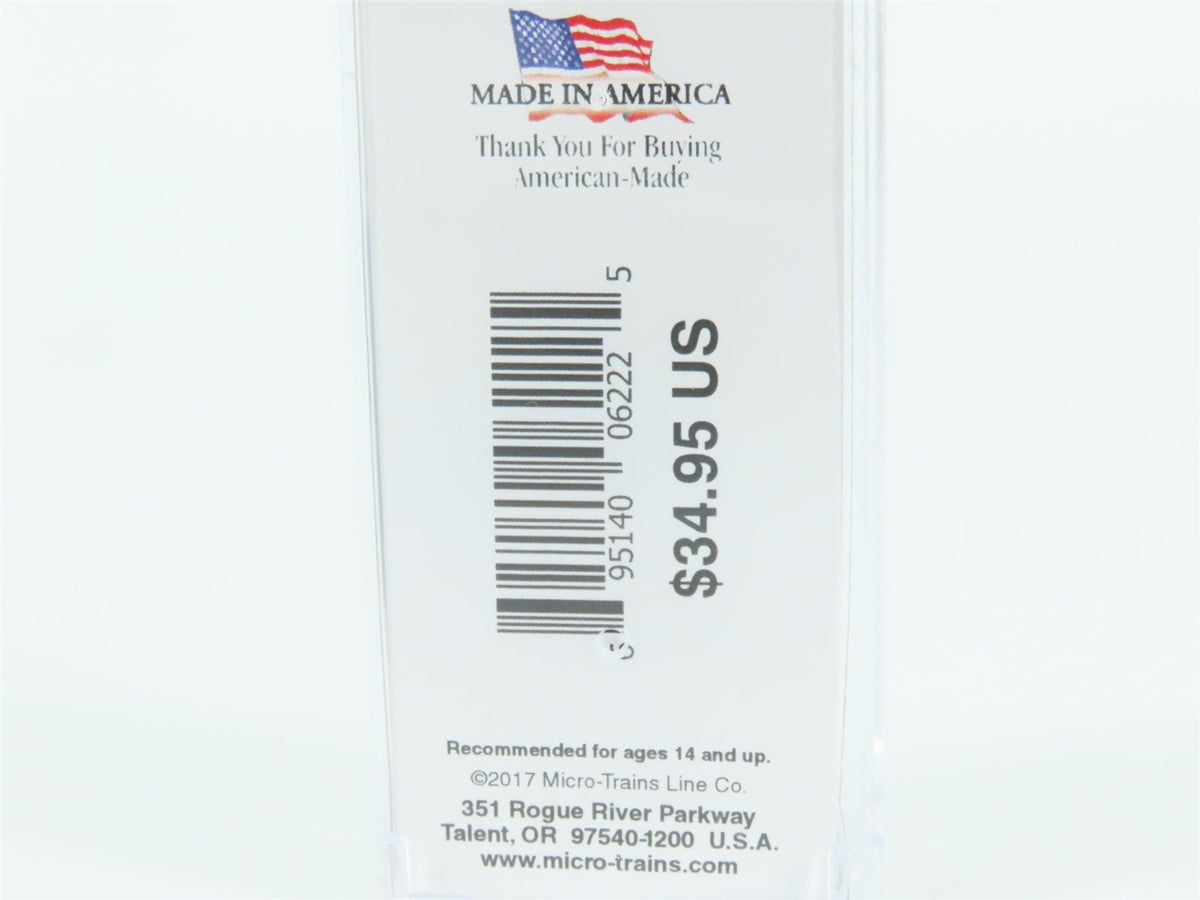 MADE IN AMERICA
Thank You For Buying
American-Made
95140 06222 5
$34.95 US
Recommended for ages 14 and up.
©2017 Micro-Trains Line Co.
351 Rogue River Parkway
Talent, OR 97540-1200 U.S.A.
www.micro-trains.com